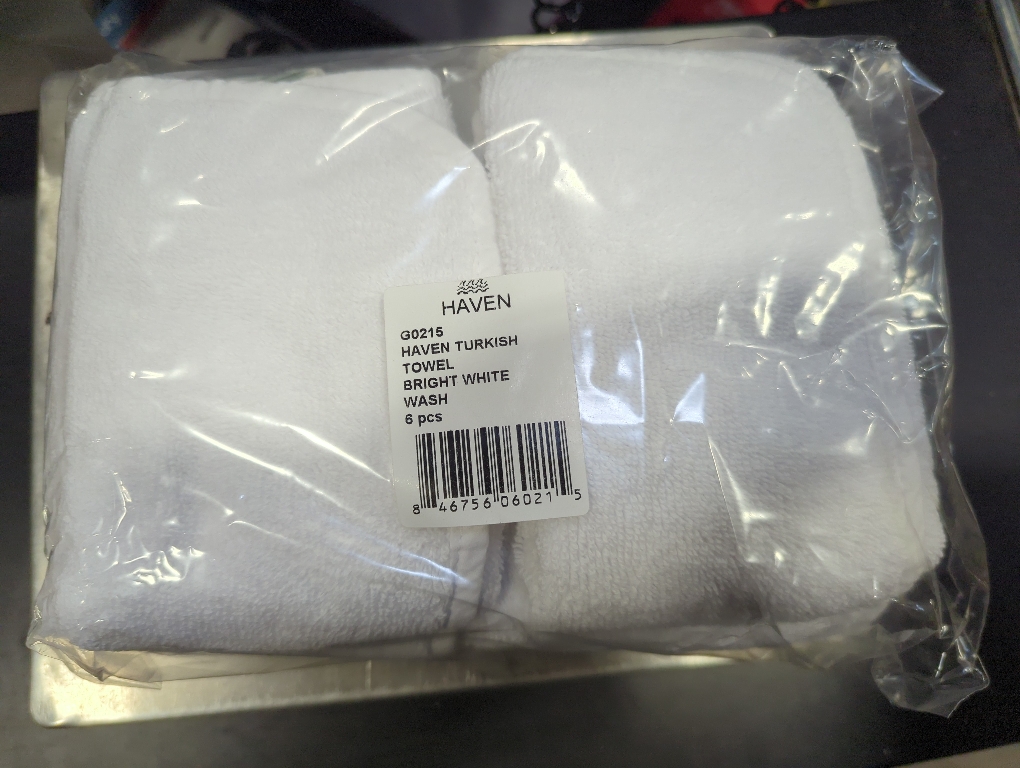 HAVEN
G0215
HAVEN TURKISH
TOWEL
BRIGHT WHITE
WASH
6 pcs
8 46756 06021 5